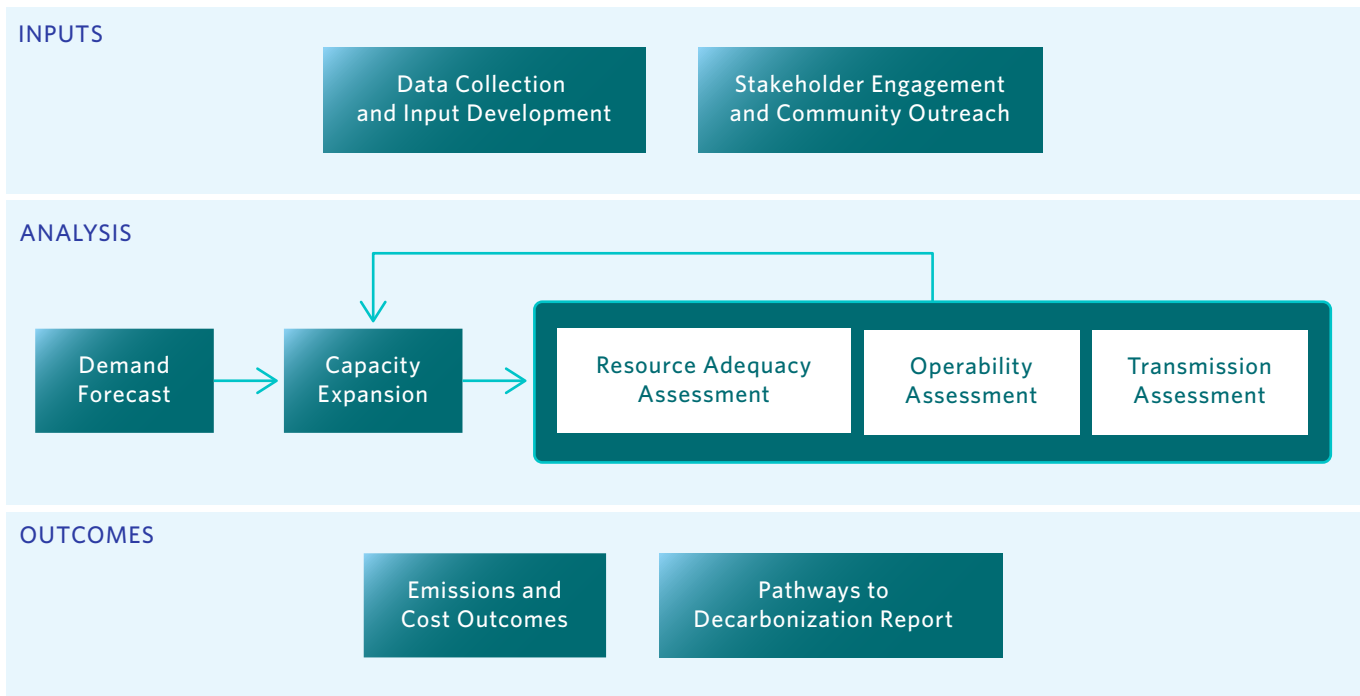 INPUTS
Data Collection
and Input Development
Stakeholder Engagement
and Community Outreach
ANALYSIS
Demand
Forecast
Capacity
Expansion
Resource Adequacy
Assessment
Operability
Assessment
Transmission
Assessment
OUTCOMES
Emissions and
Cost Outcomes
Pathways to
Decarbonization Report